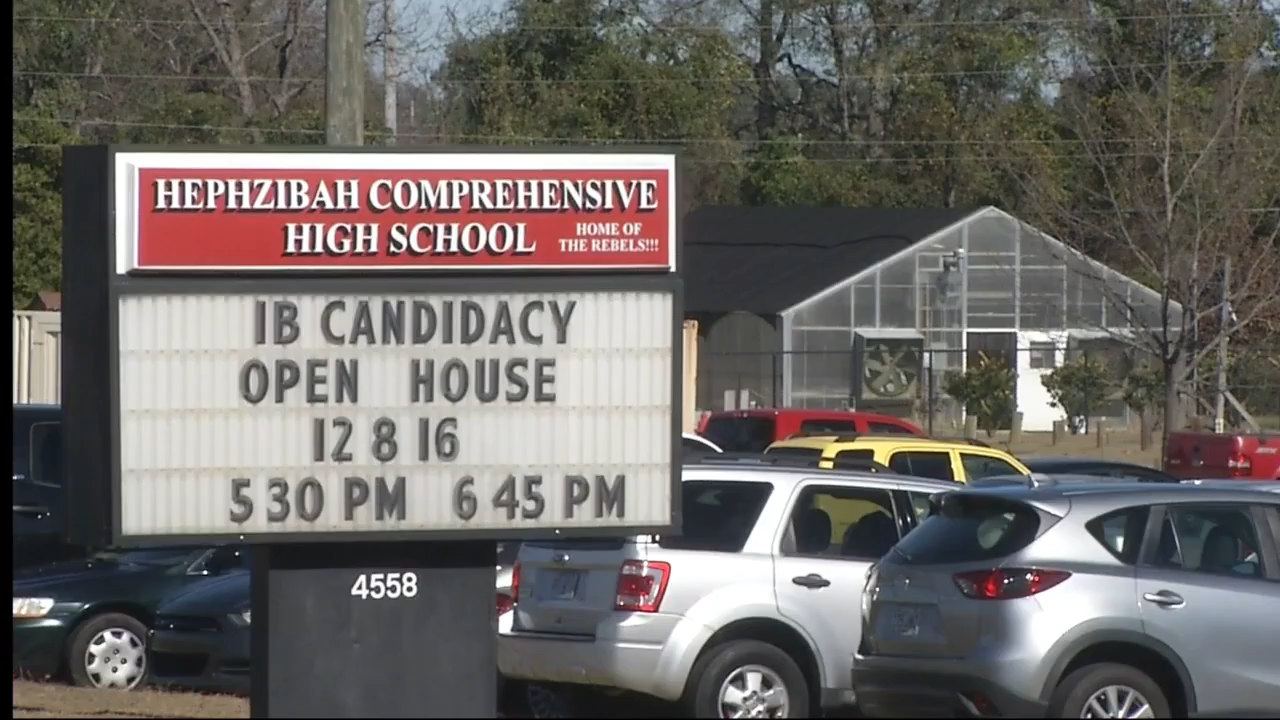 HEPHZIBAH COMPREHENSIVE
HIGH SCHOOL
HOME OF
THE REBELS!!!
IB CANDIDACY
OPEN HOUSE
12 8 16
5 30 PM 6 45 PM
4558